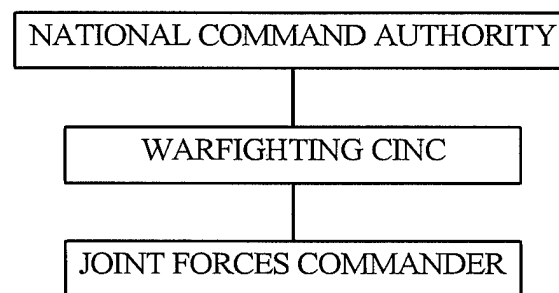 NATIONAL COMMAND AUTHORITY
WARFIGHTING CINC
JOINT FORCES COMMANDER